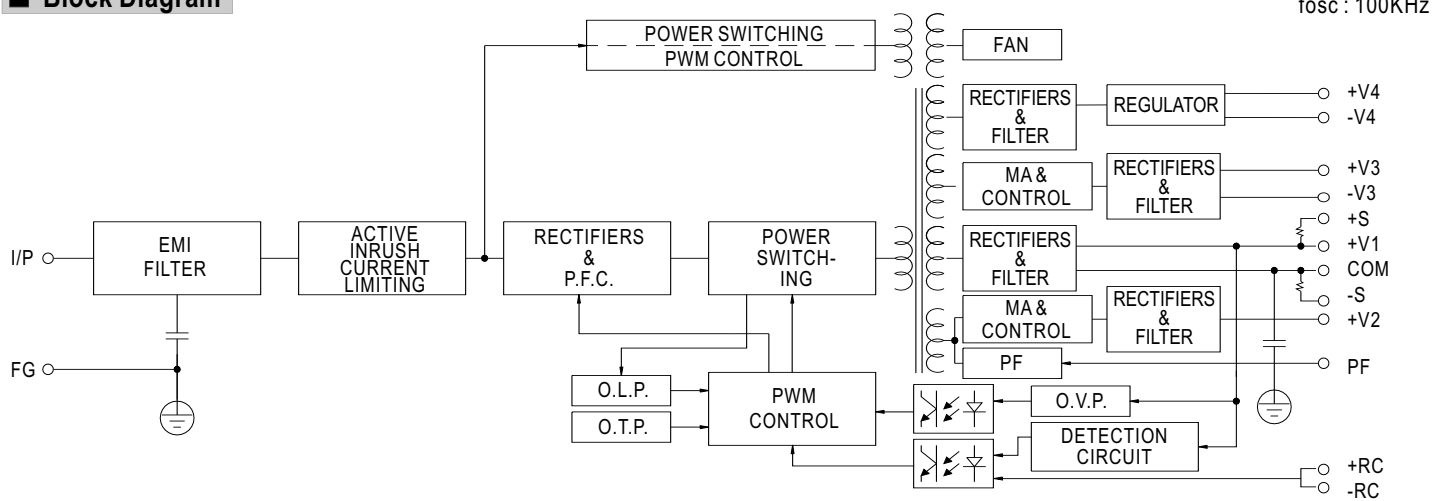 ■ Block Diagram
fosc : 100KHz
POWER SWITCHING
PWM CONTROL
FAN
RECTIFIERS
&
FILTER
REGULATOR
+V4
-V4
MA &
CONTROL
RECTIFIERS
&
FILTER
+V3
-V3
I/P
EMI
FILTER
ACTIVE
INRUSH
CURRENT
LIMITING
RECTIFIERS
&
P.F.C.
POWER
SWITCH-
ING
RECTIFIERS
&
FILTER
+S
+V1
COM
-S
MA &
CONTROL
RECTIFIERS
&
FILTER
+V2
FG
PF
PF
O.L.P.
O.T.P.
PWM
CONTROL
O.V.P.
DETECTION
CIRCUIT
+RC
-RC